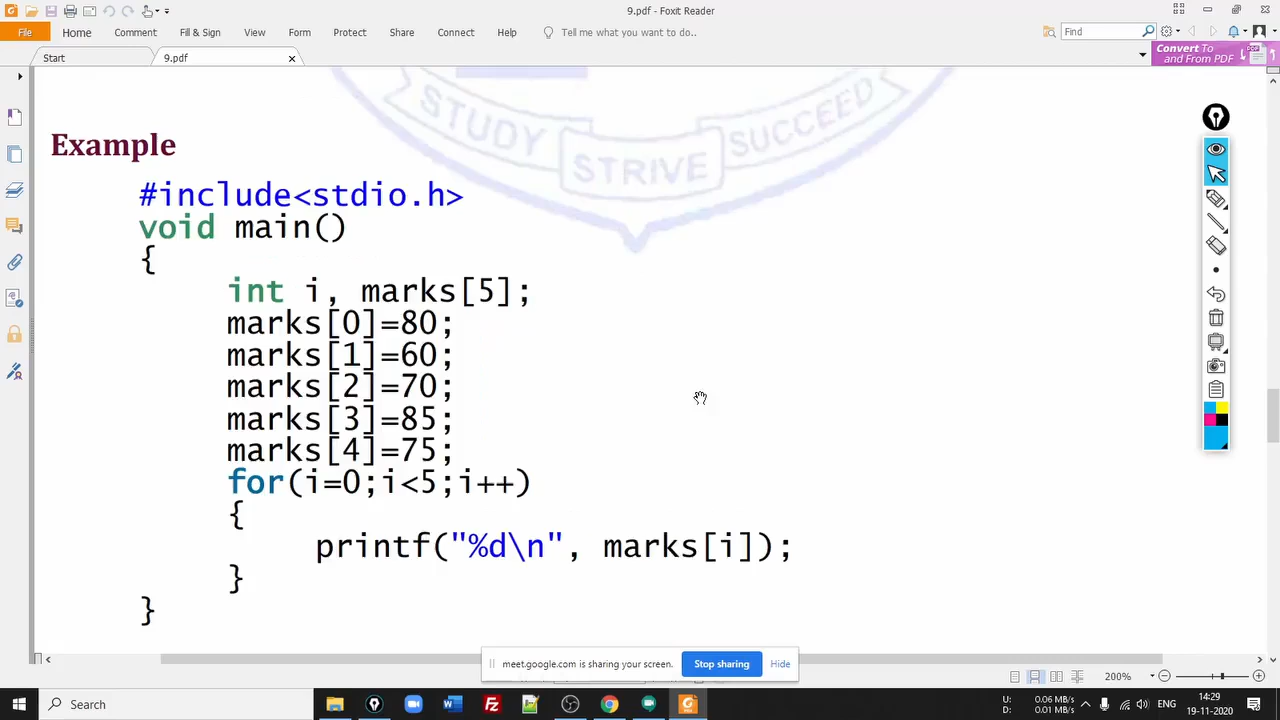 9.pdf - Foxit Reader
File Home Comment Fill & Sign View Form Protect Share Connect Help Tell me what you want to do.. Find
Start 9.pdf × Convert To
and From PDF
STUDY STRIVE SUCCEED
Example
#include<stdio.h>
void main()
{
int i, marks[5];
marks[0]=80;
marks[1]=60;
marks[2]=70;
marks[3]=85;
marks[4]=75;
for(i=0;i<5;i++)
{
printf("%d\n", marks[i]);
}
}
meet.google.com is sharing your screen. Stop sharing Hide
200%
Search
U: 0.06 MB/s ENG 14:29
D: 0.01 MB/s 19-11-2020